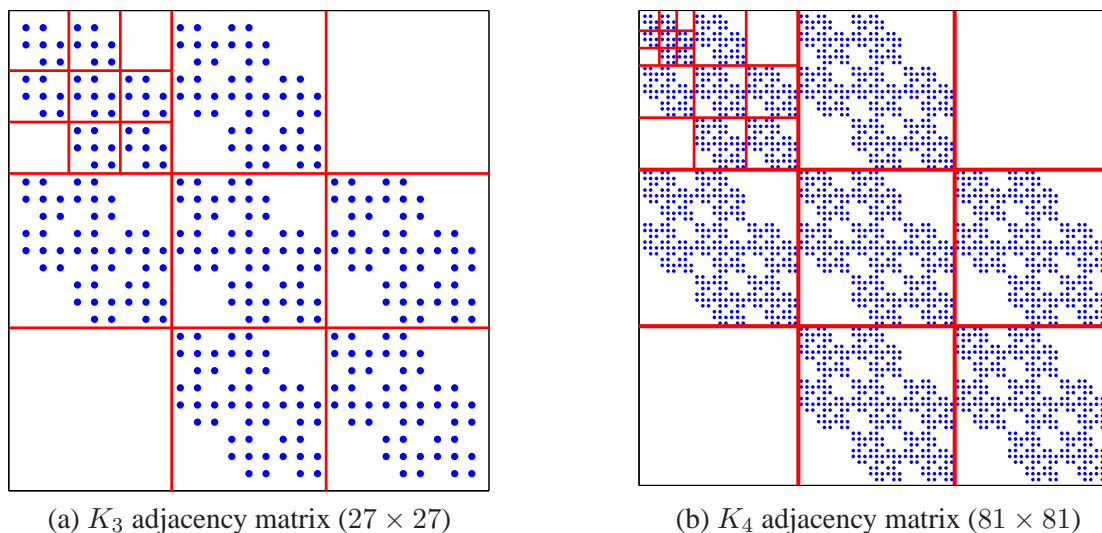 (a) K₃ adjacency matrix (27 × 27)
(b) K₄ adjacency matrix (81 × 81)